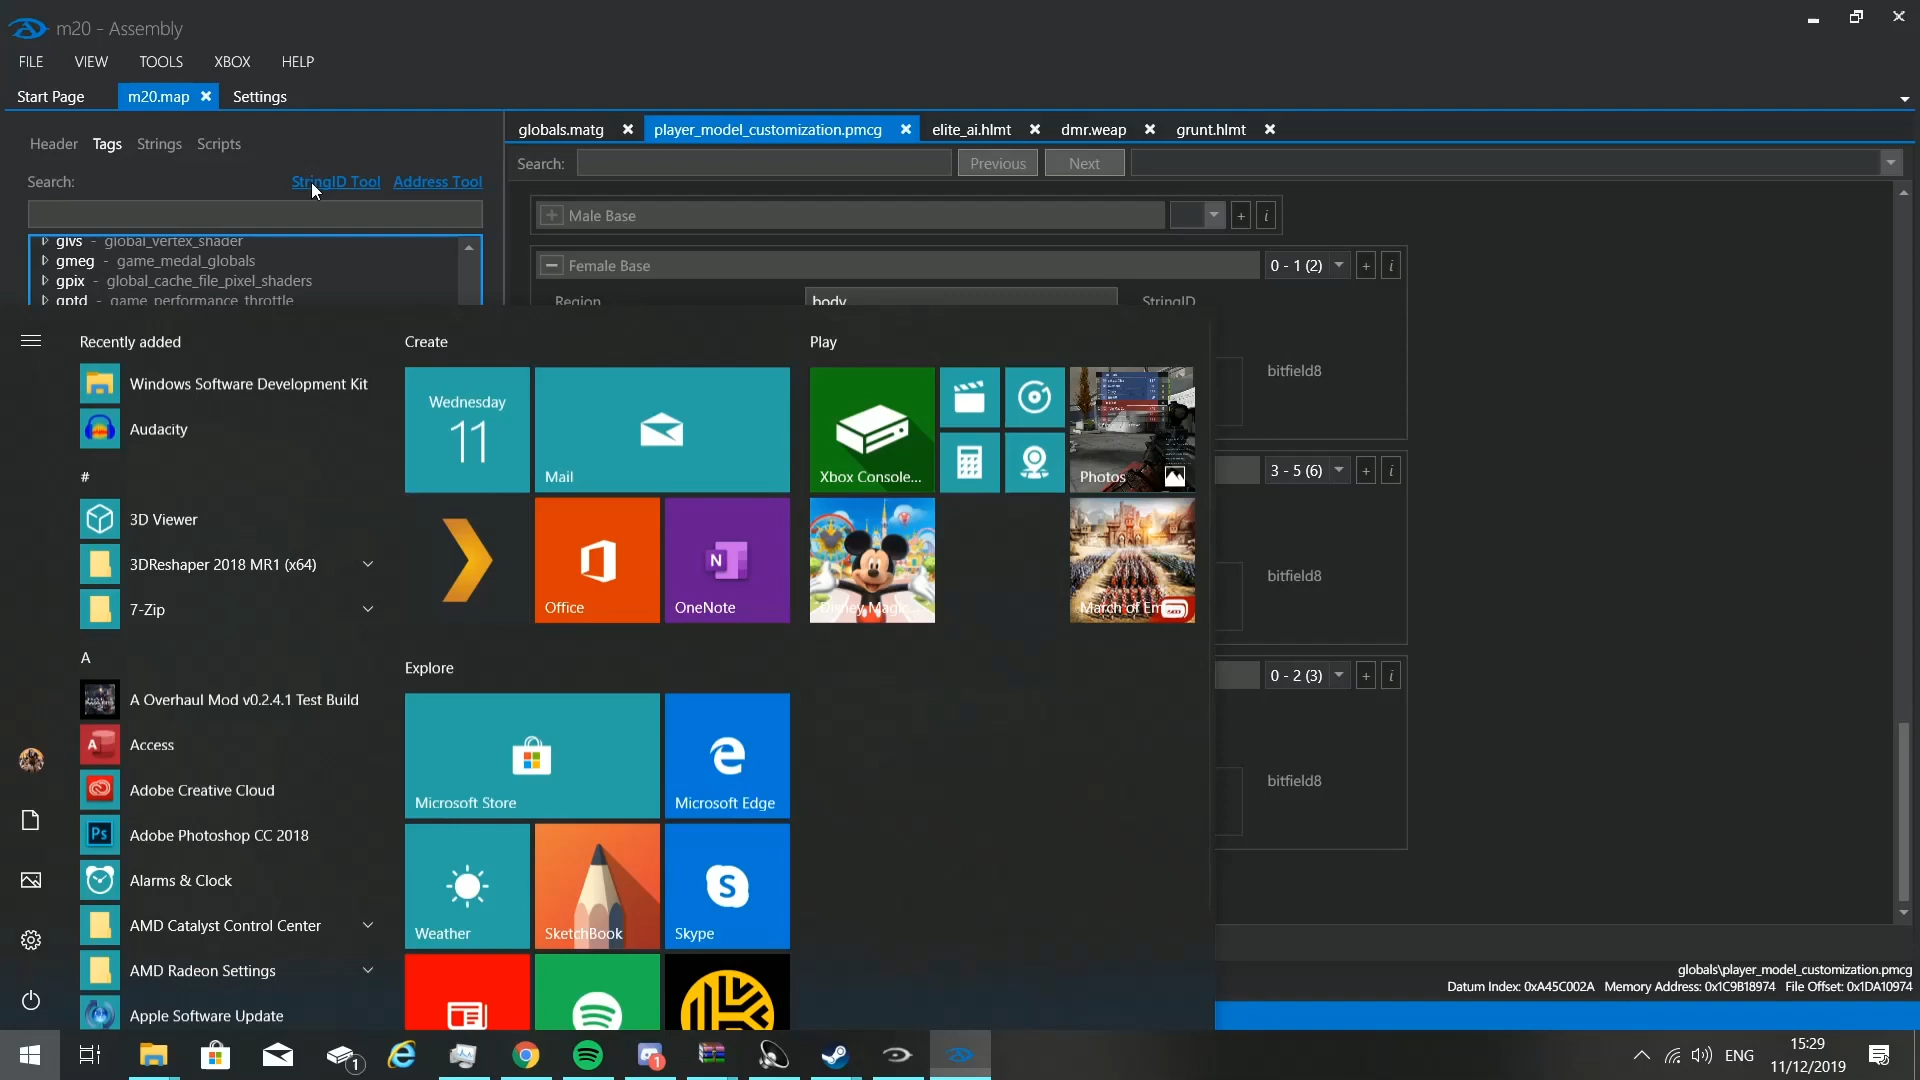 m20 - Assembly
FILE VIEW TOOLS XBOX HELP
Start Page m20.map Settings
Header Tags Strings Scripts
Search: StringID Tool Address Tool
glvs - global_vertex_shader
gmeg - game_medal_globals
gpix - global_cache_file_pixel_shaders
gptd - game_performance_throttle
globals.matg player_model_customization.pmcg elite_ai.hlmt dmr.weap grunt.hlmt
Search: Previous Next
Male Base + i
Female Base 0 - 1 (2) + i
Region body StringID
bitfield8
3 - 5 (6) + i
bitfield8
0 - 2 (3) + i
bitfield8
Recently added
Windows Software Development Kit
Audacity
#
3D Viewer
3DReshaper 2018 MR1 (x64)
7-Zip
A
A Overhaul Mod v0.2.4.1 Test Build
Access
Adobe Creative Cloud
Adobe Photoshop CC 2018
Alarms & Clock
AMD Catalyst Control Center
AMD Radeon Settings
Apple Software Update
Create
Wednesday
11
Mail
Office
OneNote
Explore
Microsoft Store
Microsoft Edge
Weather
SketchBook
Skype
Play
Xbox Console...
Photos
Disney Magic...
March of Em
globals\player_model_customization.pmcg
Datum Index: 0xA45C002A Memory Address: 0x1C9B18974 File Offset: 0x1DA10974
ENG
15:29
11/12/2019